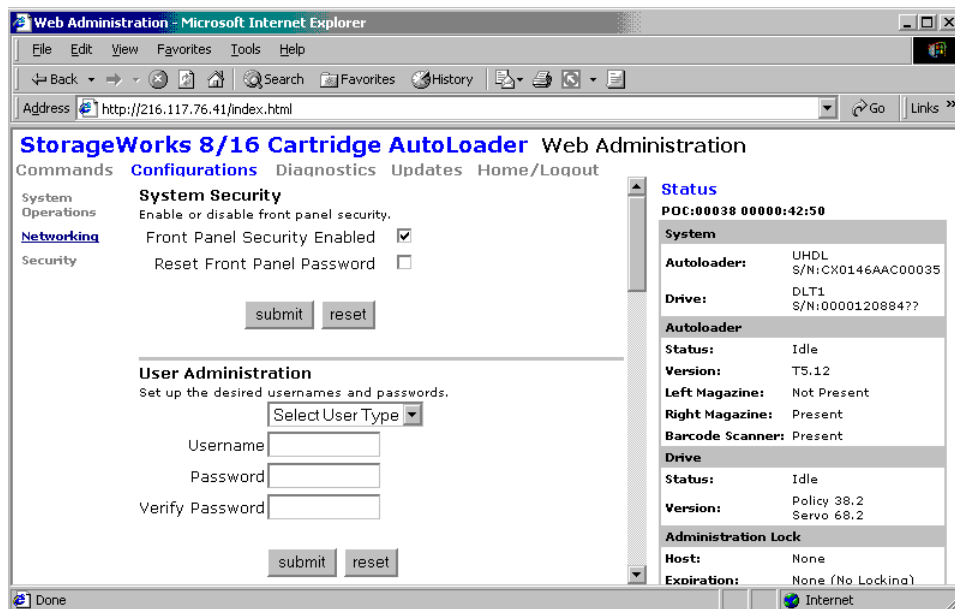 Web Administration - Microsoft Internet Explorer
File Edit View Favorites Tools Help
Back Search Favorites History
Address http://216.117.76.41/index.html Go Links »
StorageWorks 8/16 Cartridge AutoLoader Web Administration
Commands Configurations Diagnostics Updates Home/Logout
System Operations
Networking
Security
System Security
Enable or disable front panel security.
Front Panel Security Enabled
Reset Front Panel Password
submit reset
User Administration
Set up the desired usernames and passwords.
Select User Type
Username
Password
Verify Password
submit reset
Status
POC:00038 00000:42:50
System
Autoloader: UHDL
S/N:CX0146AAC00035
Drive: DLT1
S/N:0000120884??
Autoloader
Status: Idle
Version: T5.12
Left Magazine: Not Present
Right Magazine: Present
Barcode Scanner: Present
Drive
Status: Idle
Version: Policy 38.2
Servo 68.2
Administration Lock
Host: None
Expiration: None (No Locking)
Done Internet